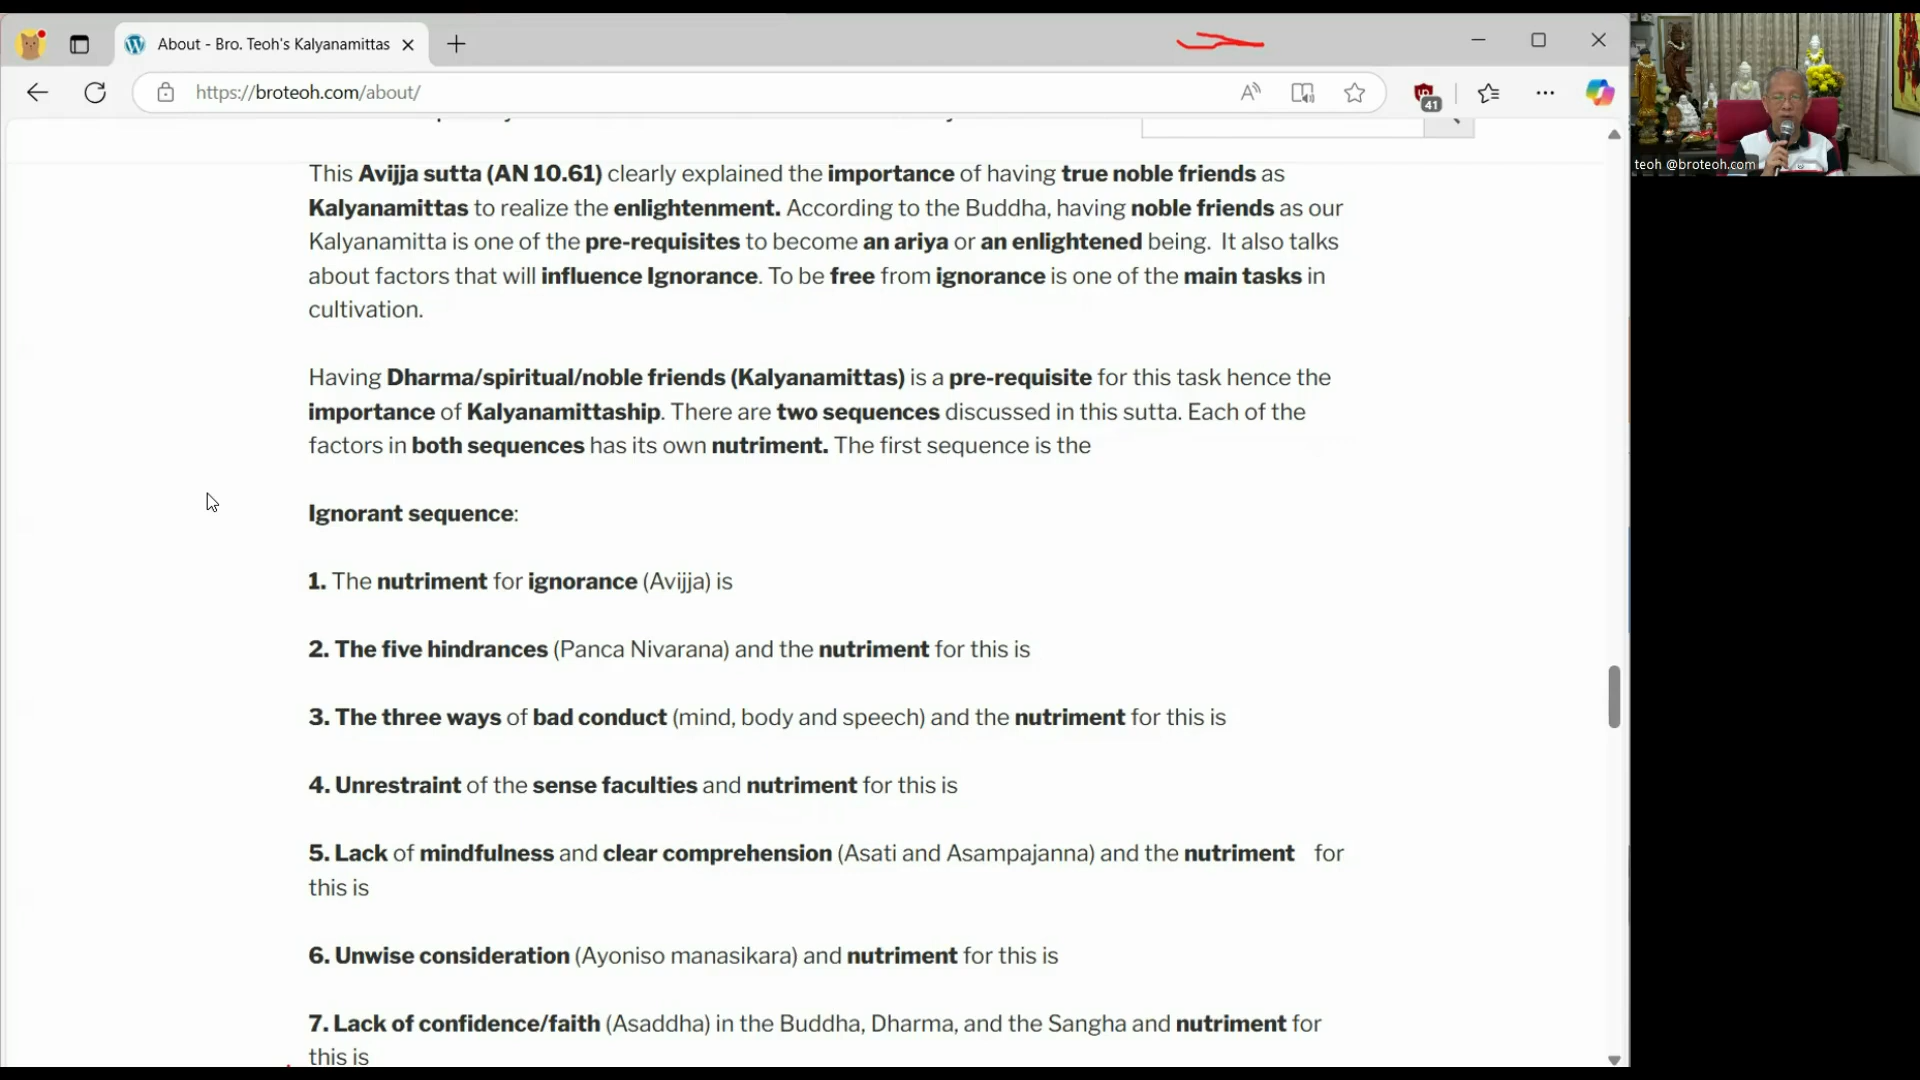 About - Bro. Teoh's Kalyanamittas
https://broteoh.com/about/
41
teoh @broteoh.com
This Avijja sutta (AN 10.61) clearly explained the importance of having true noble friends as
Kalyanamittas to realize the enlightenment. According to the Buddha, having noble friends as our
Kalyanamitta is one of the pre-requisites to become an ariya or an enlightened being. It also talks
about factors that will influence Ignorance. To be free from ignorance is one of the main tasks in
cultivation.
Having Dharma/spiritual/noble friends (Kalyanamittas) is a pre-requisite for this task hence the
importance of Kalyanamittaship. There are two sequences discussed in this sutta. Each of the
factors in both sequences has its own nutriment. The first sequence is the
Ignorant sequence:
1. The nutriment for ignorance (Avijja) is
2. The five hindrances (Panca Nivarana) and the nutriment for this is
3. The three ways of bad conduct (mind, body and speech) and the nutriment for this is
4. Unrestraint of the sense faculties and nutriment for this is
5. Lack of mindfulness and clear comprehension (Asati and Asampajanna) and the nutriment for
this is
6. Unwise consideration (Ayoniso manasikara) and nutriment for this is
7. Lack of confidence/faith (Asaddha) in the Buddha, Dharma, and the Sangha and nutriment for
this is